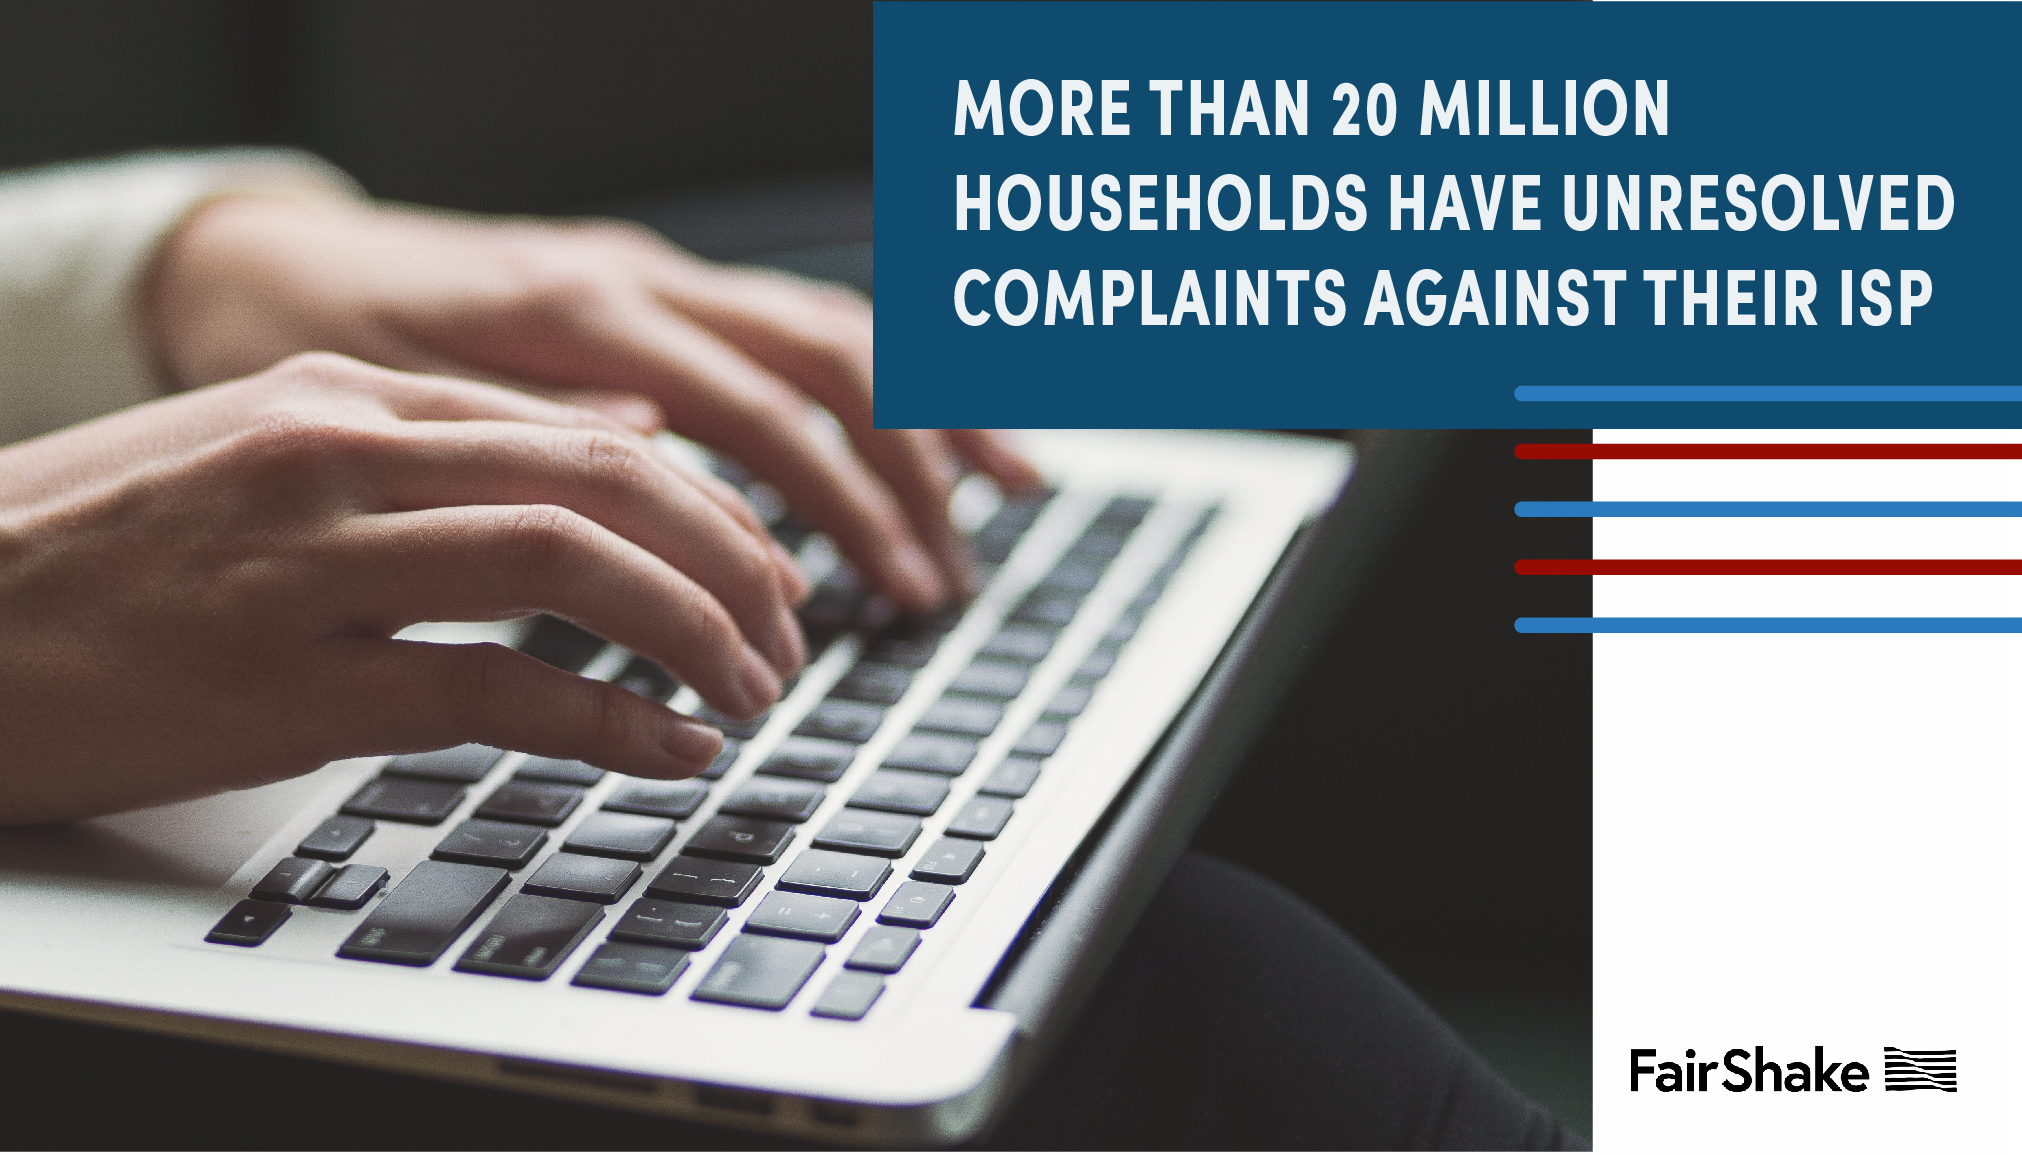 MORE THAN 20 MILLION
HOUSEHOLDS HAVE UNRESOLVED
COMPLAINTS AGAINST THEIR ISP
FairShake